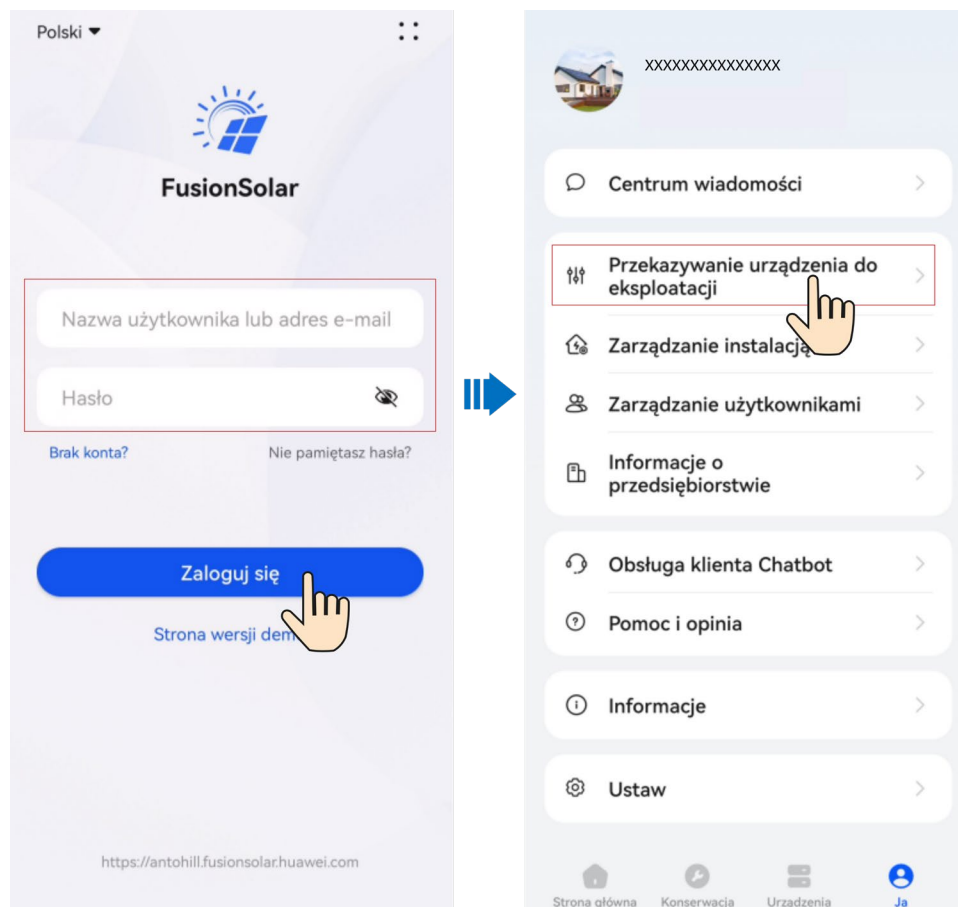 Polski
FusionSolar
Nazwa użytkownika lub adres e-mail
Hasło
Brak konta?
Nie pamiętasz hasła?
Zaloguj się
Strona wersji dem
https://antohill.fusionsolar.huawei.com
xxxxxxxxxxxxxxx
Centrum wiadomości
Przekazywanie urządzenia do
eksploatacji
Zarządzanie instalacją
Zarządzanie użytkownikami
Informacje o
przedsiębiorstwie
Obsługa klienta Chatbot
Pomoc i opinia
Informacje
Ustaw
Strona główna
Konserwacja
Urządzenia
Ja